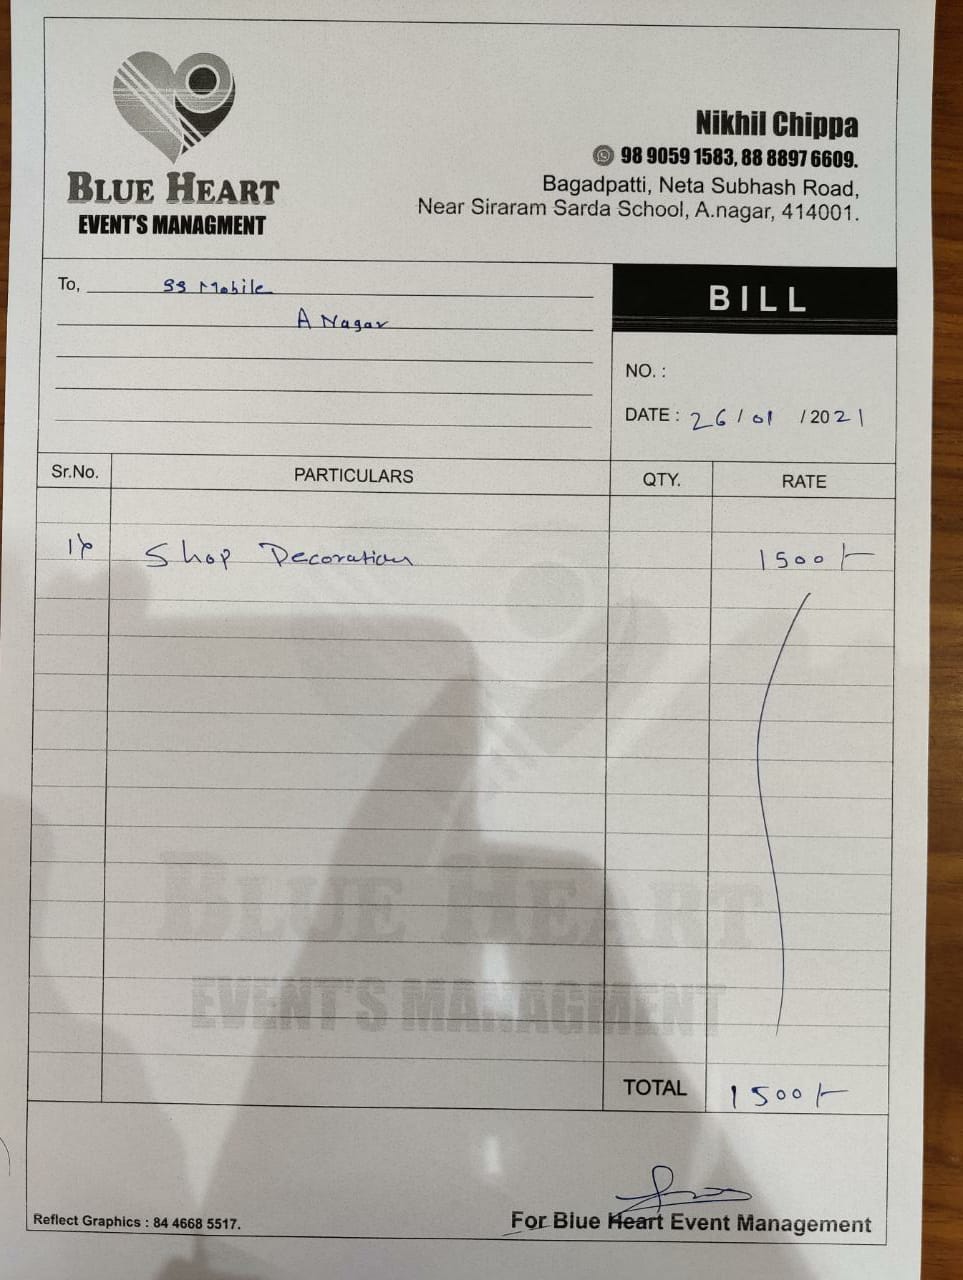 Nikhil Chippa
98 9059 1583, 88 8897 6609.
Bagadpatti, Neta Subhash Road,
Near Siraram Sarda School, A.nagar, 414001.
BLUE HEART
EVENT'S MANAGMENT
To, SS Mobile
A Nagar
BILL
NO. :
DATE : 26 / 01 / 2021
Sr.No. PARTICULARS QTY. RATE
1) Shop Decoration 1500/-
BLUE HEART
EVENT'S MANAGMENT
TOTAL 1500/-
Reflect Graphics : 84 4668 5517.
For Blue Heart Event Management